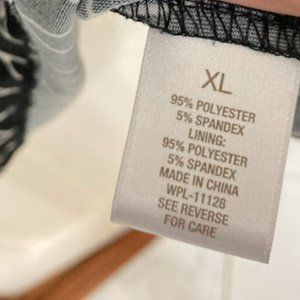 XL
95% POLYESTER
5% SPANDEX
LINING:
95% POLYESTER
5% SPANDEX
MADE IN CHINA
WPL-11128
SEE REVERSE
FOR CARE